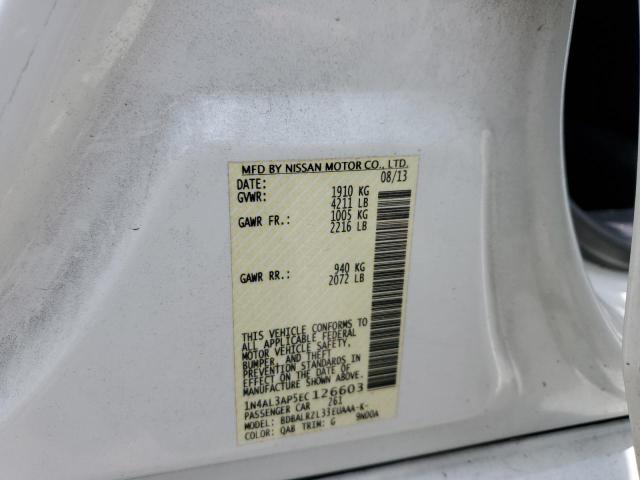 MFD BY NISSAN MOTOR CO., LTD.
DATE: 08/13
GVWR: 1910 KG
4211 LB
GAWR FR.: 1005 KG
2216 LB
GAWR RR.: 940 KG
2072 LB
THIS VEHICLE CONFORMS TO
ALL APPLICABLE FEDERAL
MOTOR VEHICLE SAFETY,
BUMPER, AND THEFT
PREVENTION STANDARDS IN
EFFECT ON THE DATE OF
MANUFACTURE SHOWN ABOVE.
1N4AL3AP5EC126603
PASSENGER CAR 261
MODEL: BDBALRZL33EUAAA-K-
COLOR: QAB TRIM: G 9N00A